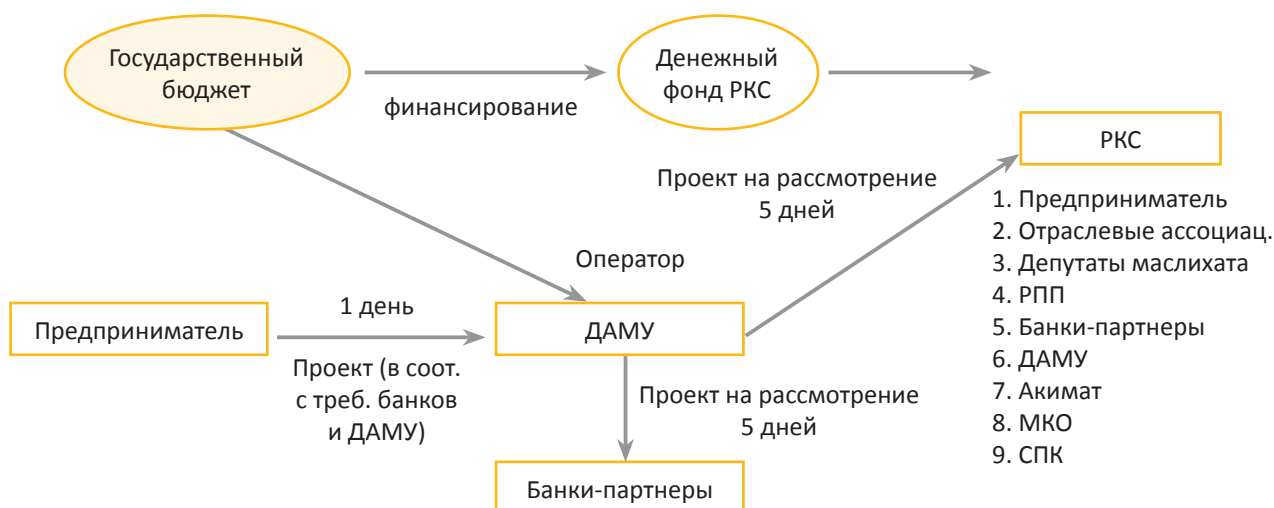 Государственный
бюджет
финансирование
Денежный
фонд РКС
РКС
Проект на рассмотрение
5 дней
1. Предприниматель
2. Отраслевые ассоциац.
3. Депутаты маслихата
4. РПП
5. Банки-партнеры
6. ДАМУ
7. Акимат
8. МКО
9. СПК
Оператор
Предприниматель
1 день
Проект (в соот.
с треб. банков
и ДАМУ)
ДАМУ
Проект на рассмотрение
5 дней
Банки-партнеры